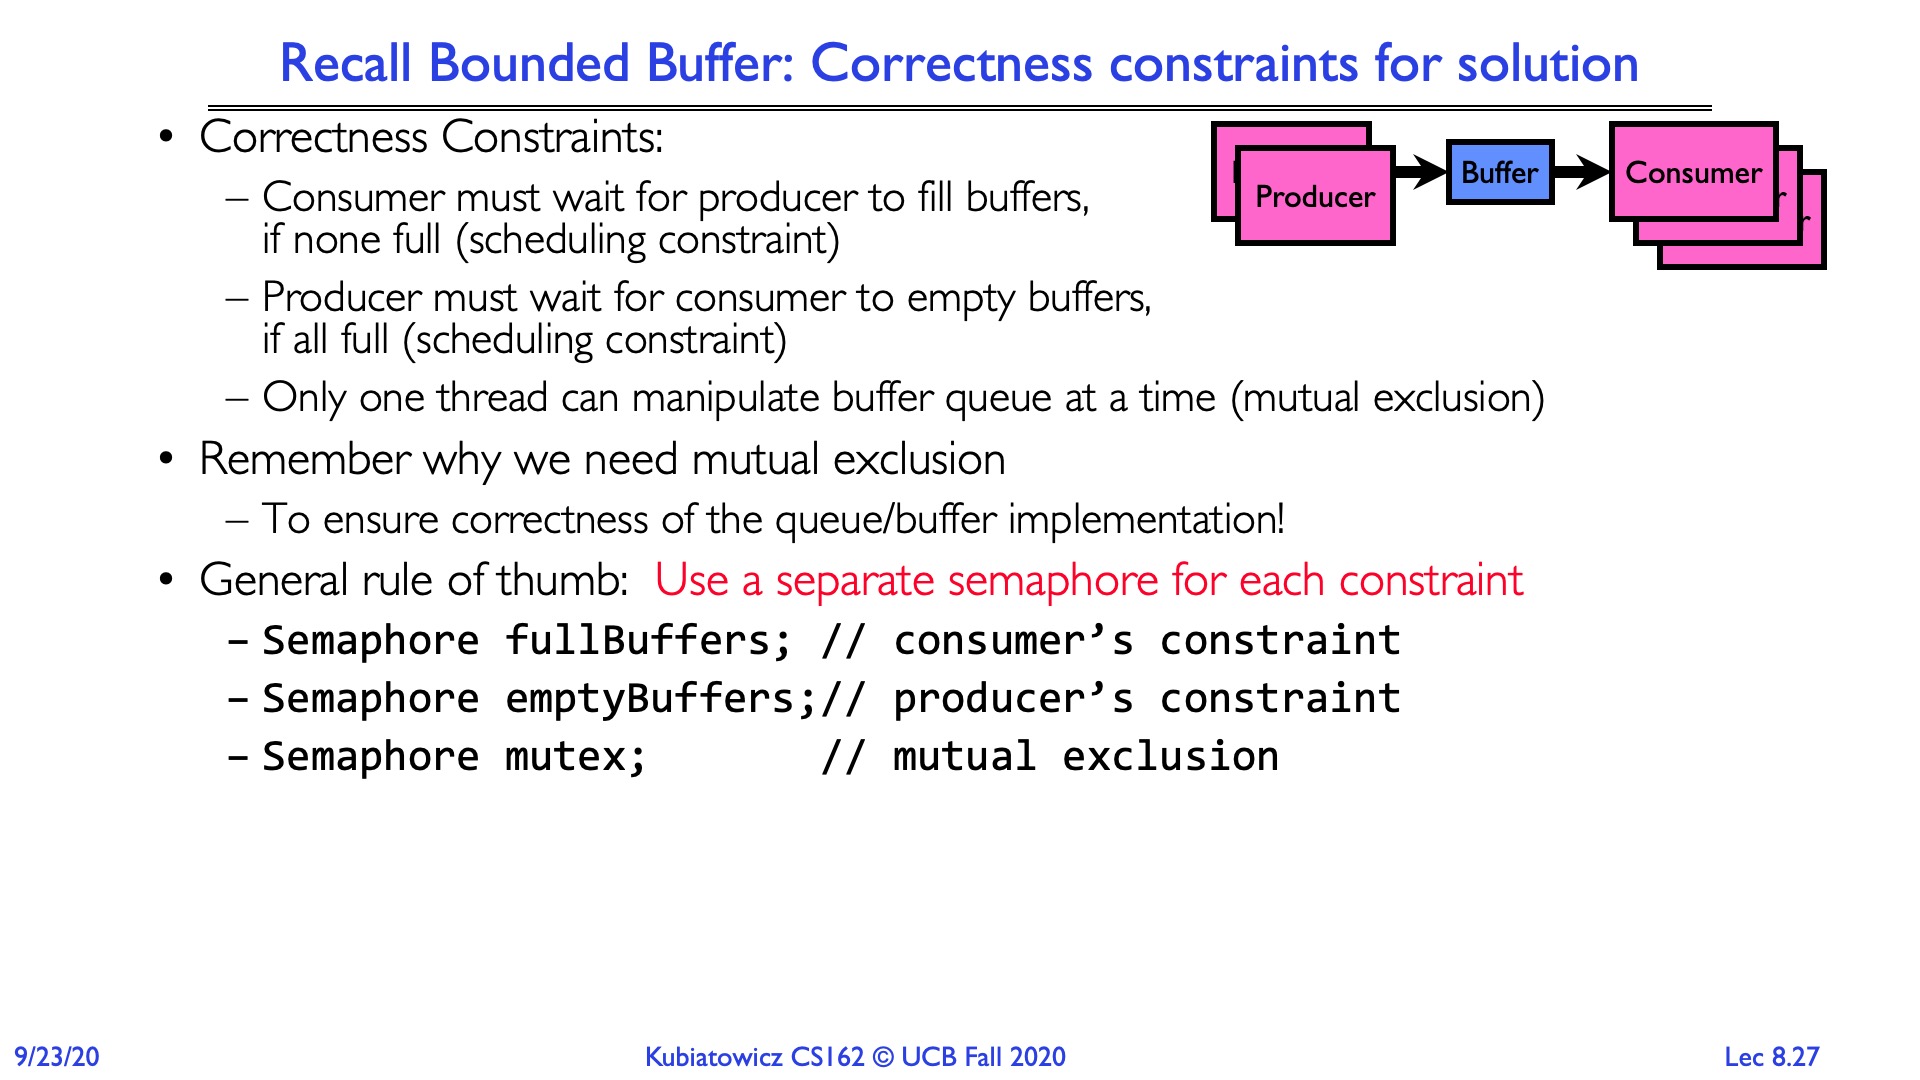 Recall Bounded Buffer: Correctness constraints for solution
• Correctness Constraints:
– Consumer must wait for producer to fill buffers,
if none full (scheduling constraint)
– Producer must wait for consumer to empty buffers,
if all full (scheduling constraint)
– Only one thread can manipulate buffer queue at a time (mutual exclusion)
• Remember why we need mutual exclusion
– To ensure correctness of the queue/buffer implementation!
• General rule of thumb: Use a separate semaphore for each constraint
– Semaphore fullBuffers; // consumer’s constraint
– Semaphore emptyBuffers;// producer’s constraint
– Semaphore mutex; // mutual exclusion
Producer
Buffer
Consumer
9/23/20
Kubiatowicz CS162 © UCB Fall 2020
Lec 8.27